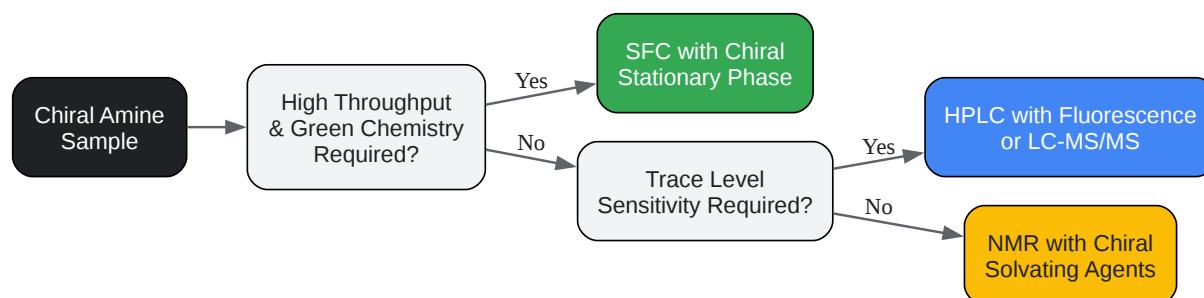 Chiral Amine
Sample
High Throughput
& Green Chemistry
Required?
Yes
SFC with Chiral
Stationary Phase
No
Trace Level
Sensitivity Required?
Yes
HPLC with Fluorescence
or LC-MS/MS
No
NMR with Chiral
Solvating Agents